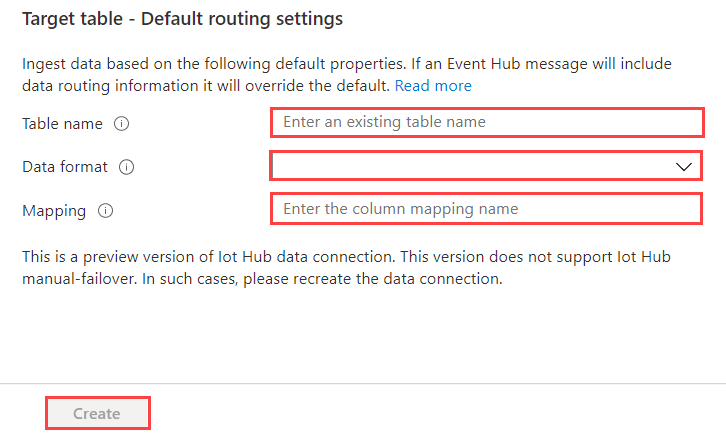 Target table - Default routing settings
Ingest data based on the following default properties. If an Event Hub message will include
data routing information it will override the default. Read more
Table name
Enter an existing table name
Data format
Mapping
Enter the column mapping name
This is a preview version of Iot Hub data connection. This version does not support Iot Hub
manual-failover. In such cases, please recreate the data connection.
Create